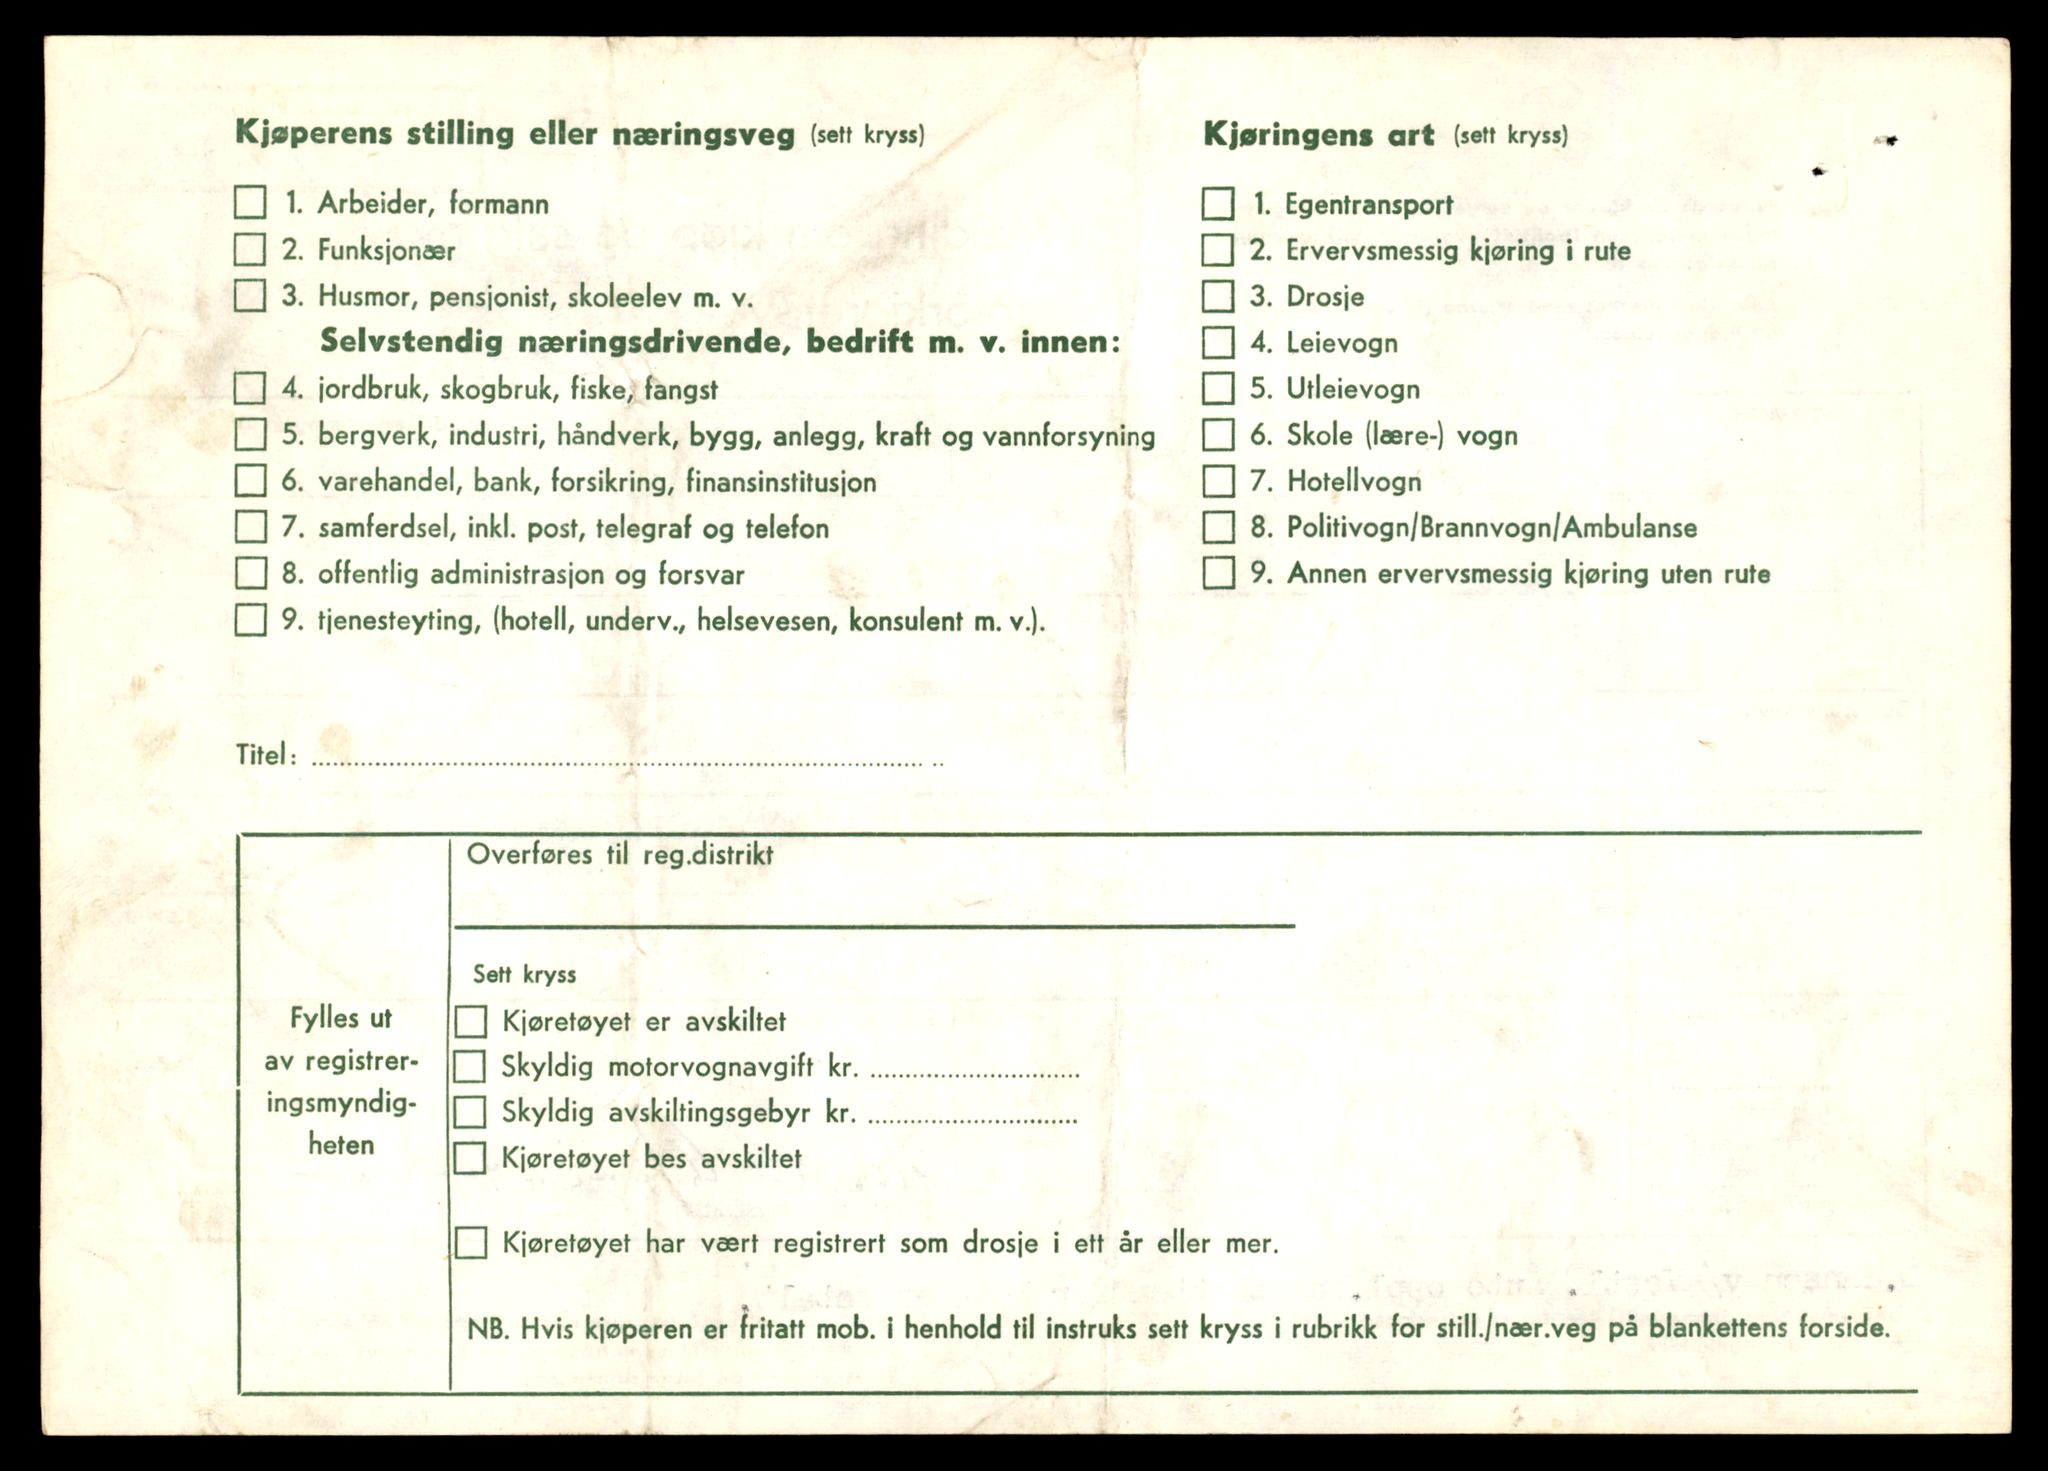 Kjøperens stilling eller næringsveg (sett kryss)
1. Arbeider, formann
2. Funksjonær
3. Husmor, pensjonist, skoleelev m. v.
Selvstendig næringsdrivende, bedrift m. v. innen:
4. jordbruk, skogbruk, fiske, fangst
5. bergverk, industri, håndverk, bygg, anlegg, kraft og vannforsyning
6. varehandel, bank, forsikring, finansinstitusjon
7. samferdsel, inkl. post, telegraf og telefon
8. offentlig administrasjon og forsvar
9. tjenesteyting, (hotell, underv., helsevesen, konsulent m. v.).
Titel:
Kjøringens art (sett kryss)
1. Egentransport
2. Ervervsmessig kjøring i rute
3. Drosje
4. Leievogn
5. Utleievogn
6. Skole (lære-) vogn
7. Hotellvogn
8. Politivogn/Brannvogn/Ambulanse
9. Annen ervervsmessig kjøring uten rute
Fylles ut
av registrer-
ingsmyndig-
heten
Overføres til reg.distrikt
Sett kryss
Kjøretøyet er avskiltet
Skyldig motorvognavgift kr.
Skyldig avskiltingsgebyr kr.
Kjøretøyet bes avskiltet
Kjøretøyet har vært registrert som drosje i ett år eller mer.
NB. Hvis kjøperen er fritatt mob. i henhold til instruks sett kryss i rubrikk for still./nær.veg på blankettens forside.